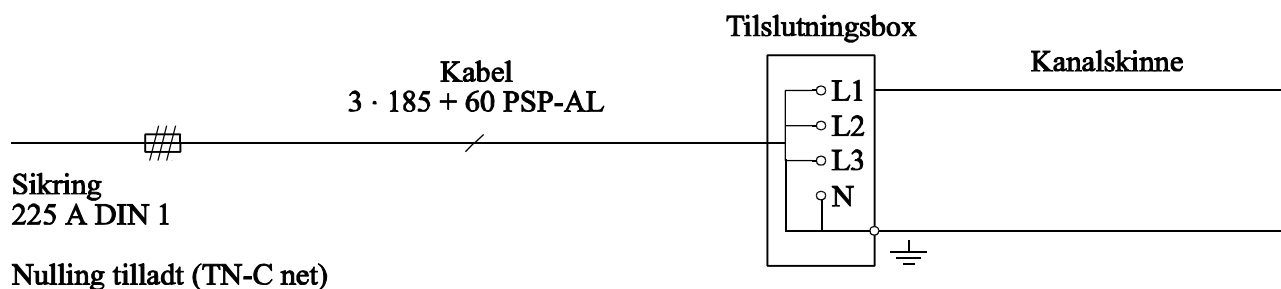 Tilslutningsbox
Kabel
3 · 185 + 60 PSP-AL
Kanalskinne
L1
L2
L3
N
Sikring
225 A DIN 1
Nulling tilladt (TN-C net)